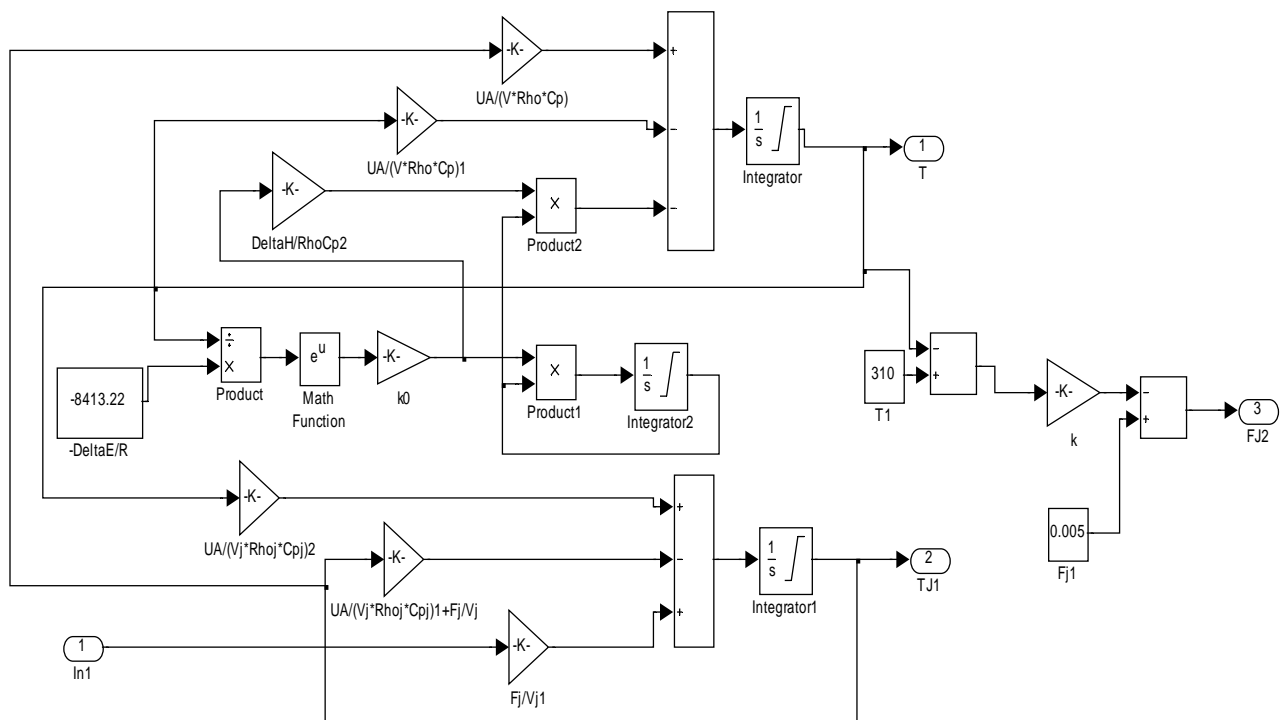 -K-
+
UA/(V*Rho*Cp)
-K-
−
1
s
UA/(V*Rho*Cp)1
Integrator
1
T
-K-
×
−
DeltaH/RhoCp2
Product2
-8413.22
-DeltaE/R
÷
×
Product
eu
Math
Function
-K-
k0
×
Product1
1
s
Integrator2
310
T1
−
+
-K-
k
−
+
3
FJ2
0.005
Fj1
-K-
+
UA/(Vj*Rhoj*Cpj)2
-K-
−
1
s
2
TJ1
UA/(Vj*Rhoj*Cpj)1+Fj/Vj
Integrator1
+
1
In1
-K-
Fj/Vj1